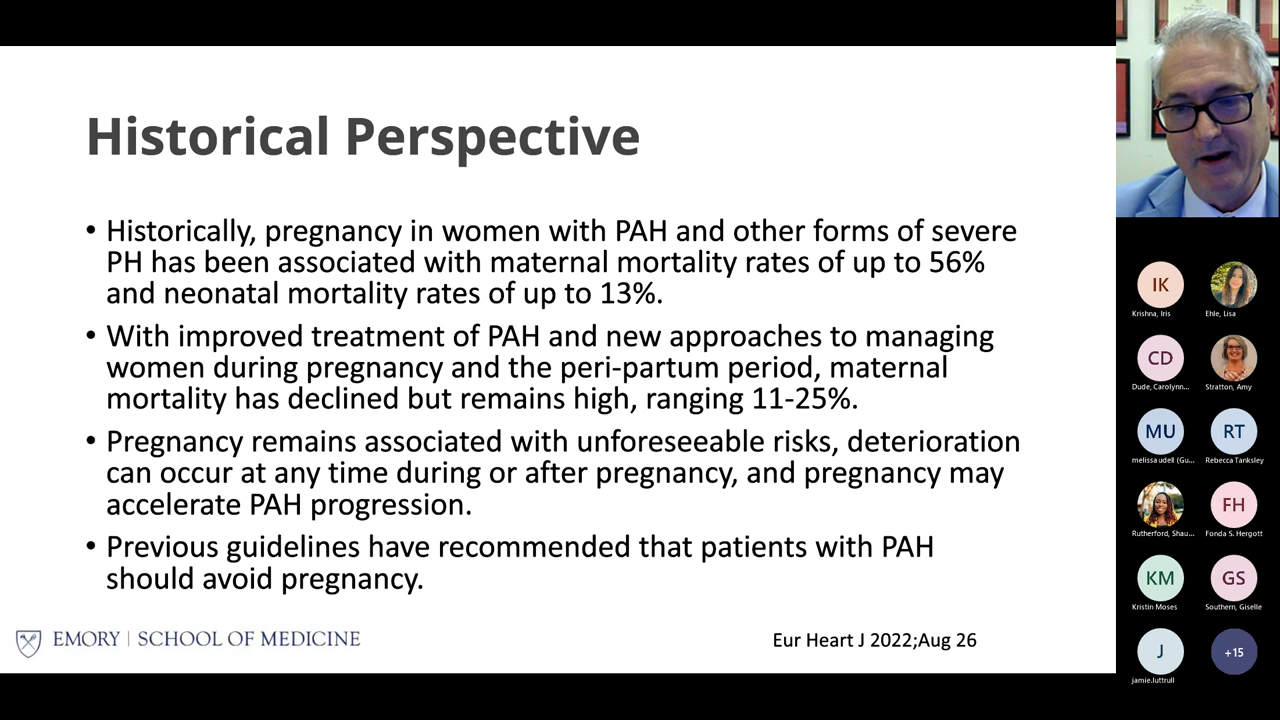 Historical Perspective
• Historically, pregnancy in women with PAH and other forms of severe
PH has been associated with maternal mortality rates of up to 56%
and neonatal mortality rates of up to 13%.
• With improved treatment of PAH and new approaches to managing
women during pregnancy and the peri-partum period, maternal
mortality has declined but remains high, ranging 11-25%.
• Pregnancy remains associated with unforeseeable risks, deterioration
can occur at any time during or after pregnancy, and pregnancy may
accelerate PAH progression.
• Previous guidelines have recommended that patients with PAH
should avoid pregnancy.
EMORY | SCHOOL OF MEDICINE
Eur Heart J 2022;Aug 26
IK
Krishna, Iris
Ehle, Lisa
CD
Dude, Carolynn...
Stratton, Amy
MU
RT
melissa udell (Gu...
Rebecca Tanksley
FH
Rutherford, Shau...
Fonda S. Hergott
KM
GS
Kristin Moses
Southern, Giselle
J
+15
jamie.luttrull